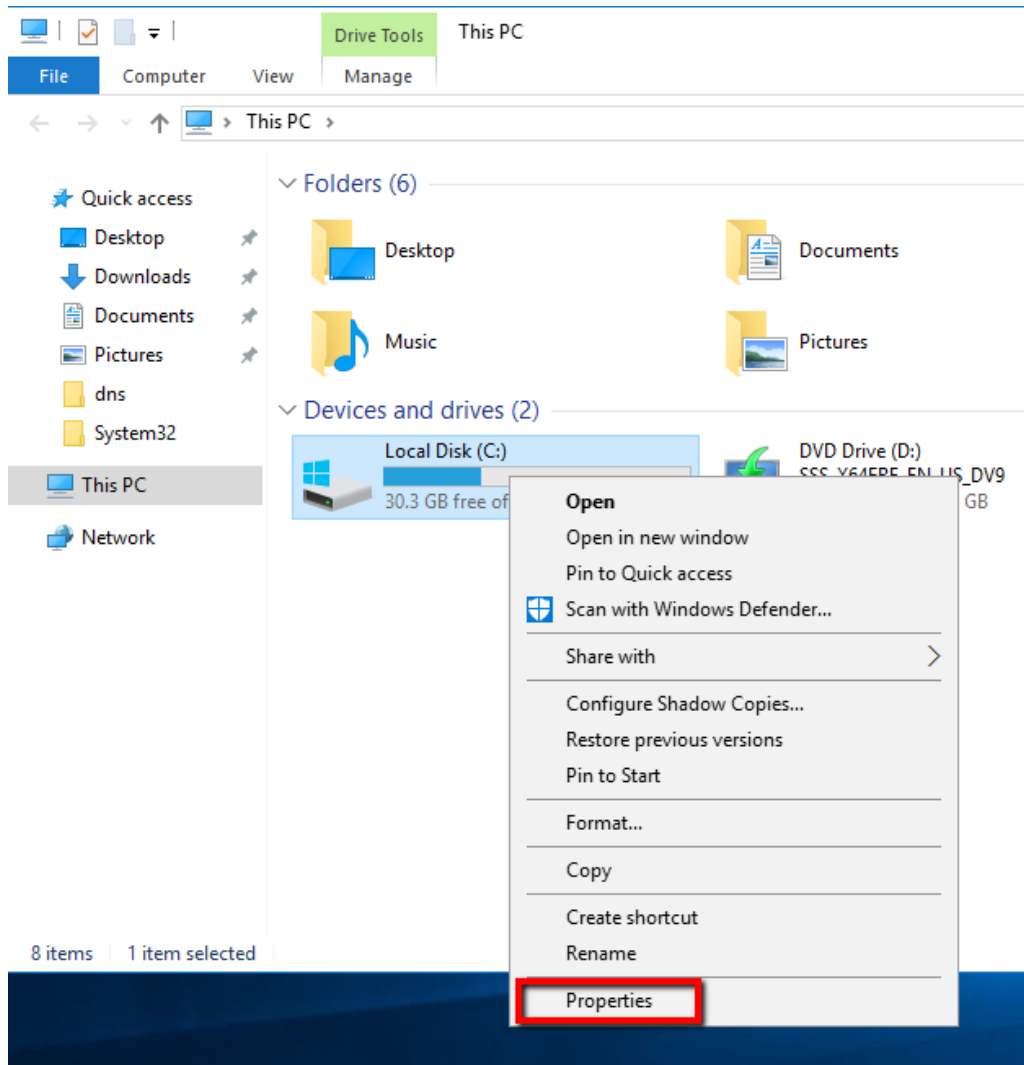 Drive Tools This PC
File Computer View Manage
This PC
Quick access
Desktop
Downloads
Documents
Pictures
dns
System32
This PC
Network
Folders (6)
Desktop
Documents
Music
Pictures
Devices and drives (2)
Local Disk (C:)
30.3 GB free of
DVD Drive (D:)
SSS_X64FRE_EN-US_DV9
GB
Open
Open in new window
Pin to Quick access
Scan with Windows Defender...
Share with
Configure Shadow Copies...
Restore previous versions
Pin to Start
Format...
Copy
Create shortcut
Rename
Properties
8 items 1 item selected